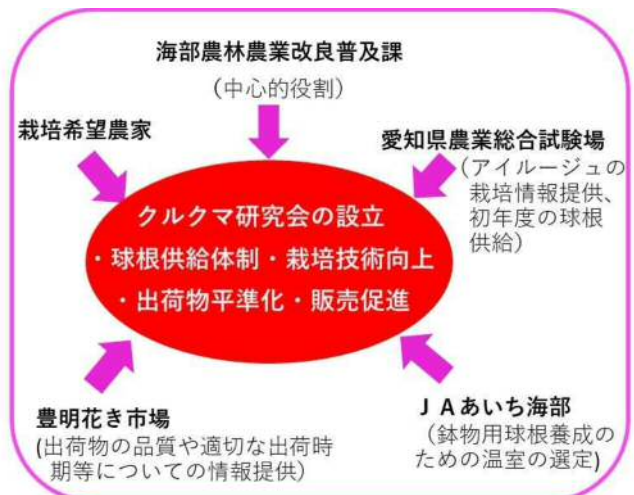 海部農林農業改良普及課
（中心的役割）
栽培希望農家
愛知県農業総合試験場
（アイルージュの
栽培情報提供、
初年度の球根
供給）
クルクマ研究会の設立
・球根供給体制・栽培技術向上
・出荷物平準化・販売促進
豊明花き市場
(出荷物の品質や適切な出荷時
期等についての情報提供）
ＪＡあいち海部
（鉢物用球根養成の
ための温室の選定)